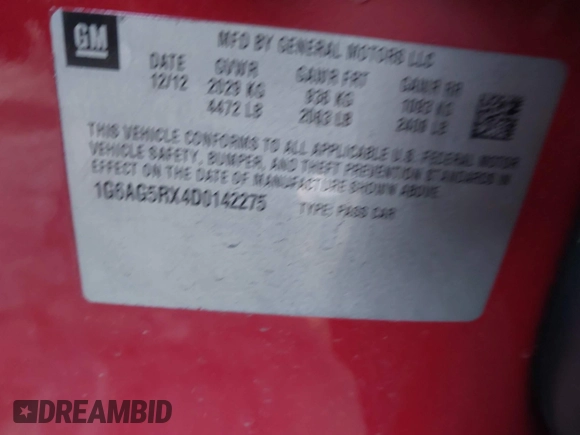 GM
MFD BY GENERAL MOTORS LLC
DATE GVWR GAWR FRT GAWR RR
12/12 2029 KG 936 KG 1093 KG
4472 LB 2063 LB 2409 LB
THIS VEHICLE CONFORMS TO ALL APPLICABLE U.S. FEDERAL MOTOR
VEHICLE SAFETY, BUMPER, AND THEFT PREVENTION STANDARDS IN
EFFECT ON THE DATE OF MANUFACTURE SHOWN ABOVE.
1G6AG5RX4D0142275 TYPE: PASS CAR
DREAMBID